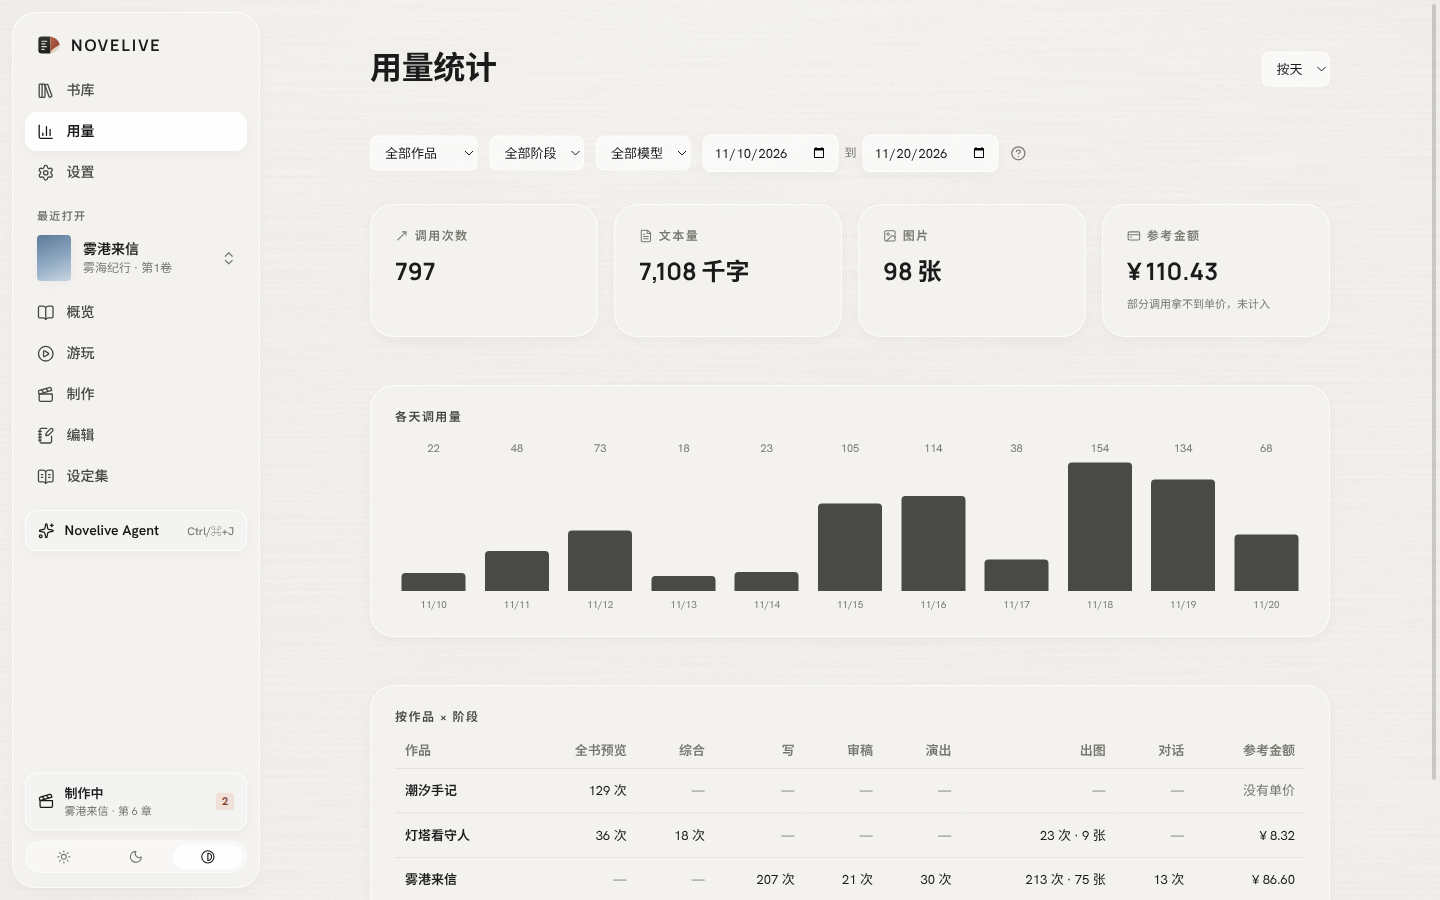 NOVELIVE
书库
用量
设置
最近打开
雾港来信
雾海纪行 · 第1卷
概览
游玩
制作
编辑
设定集
Novelive Agent Ctrl/⌘+J
制作中
雾港来信 · 第 6 章
2
用量统计
按天
全部作品 全部阶段 全部模型 11/10/2026 到 11/20/2026
调用次数
797
文本量
7,108 千字
图片
98 张
参考金额
¥ 110.43
部分调用拿不到单价，未计入
各天调用量
22 48 73 18 23 105 114 38 154 134 68
11/10 11/11 11/12 11/13 11/14 11/15 11/16 11/17 11/18 11/19 11/20
按作品 × 阶段
作品 全书预览 综合 写 审稿 演出 出图 对话 参考金额
潮汐手记 129 次 — — — — — — 没有单价
灯塔看守人 36 次 18 次 — — — 23 次 · 9 张 — ¥ 8.32
雾港来信 — — 207 次 21 次 30 次 213 次 · 75 张 13 次 ¥ 86.60